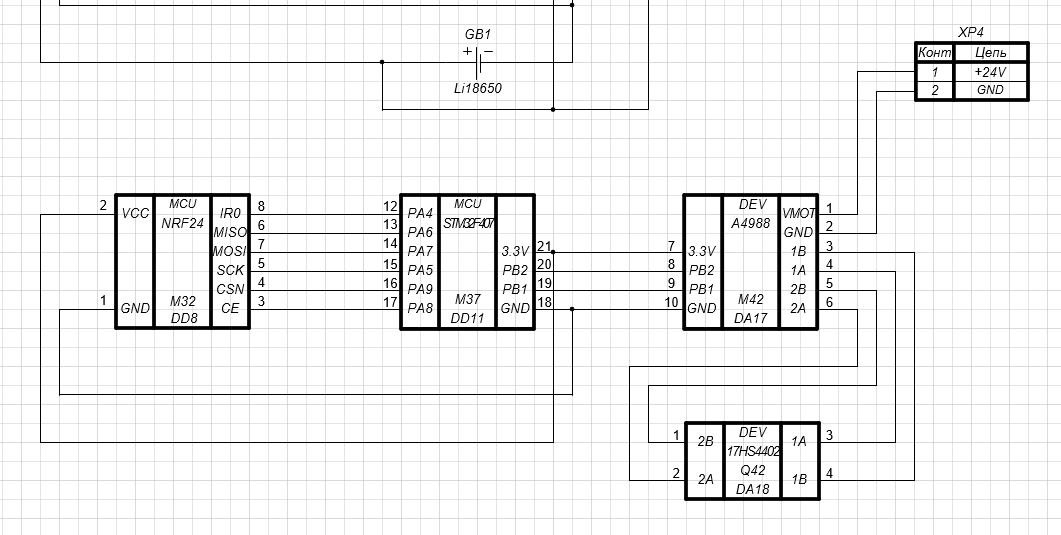 GB1
+ −
Li18650
XP4
Конт Цепь
1 +24V
2 GND
2 VCC MCU IR0 8
NRF24
MISO 6
MOSI 7
SCK 5
CSN 4
1 GND M32 CE 3
DD8
12 PA4 MCU
13 PA6
14 PA7 3.3V 21
15 PA5 PB2 20
16 PA9 PB1 19
17 PA8 M37 GND 18
DD11
DEV VMOT 1
A4988 GND 2
7 3.3V 1B 3
8 PB2 1A 4
9 PB1 2B 5
10 GND M42 2A 6
DA17
1 2B DEV 1A 3
17HS4402
Q42
2 2A DA18 1B 4